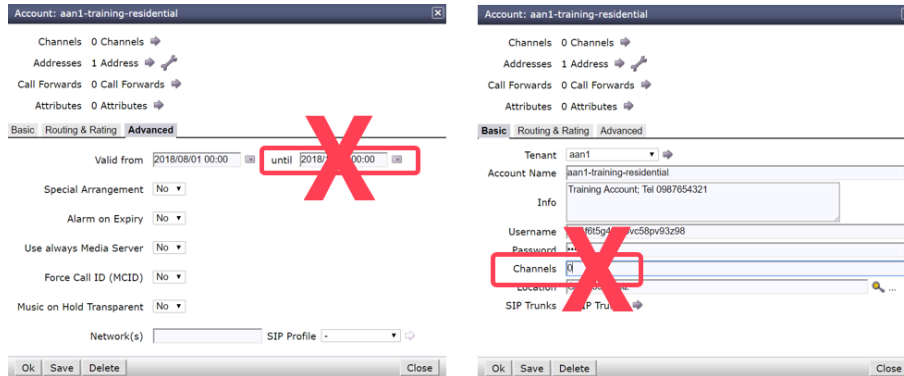 Account: aan1-training-residential
Channels 0 Channels
Addresses 1 Address
Call Forwards 0 Call Forwards
Attributes 0 Attributes
Basic Routing & Rating Advanced
Valid from 2018/08/01 00:00 until 2018/ 00:00
Special Arrangement No
Alarm on Expiry No
Use always Media Server No
Force Call ID (MCID) No
Music on Hold Transparent No
Network(s) SIP Profile -
Ok Save Delete Close
Account: aan1-training-residential
Channels 0 Channels
Addresses 1 Address
Call Forwards 0 Call Forwards
Attributes 0 Attributes
Basic Routing & Rating Advanced
Tenant aan1
Account Name aan1-training-residential
Info Training Account; Tel 0987654321
Username
Password
Channels 0
Location ...
SIP Trunks
Ok Save Delete Close